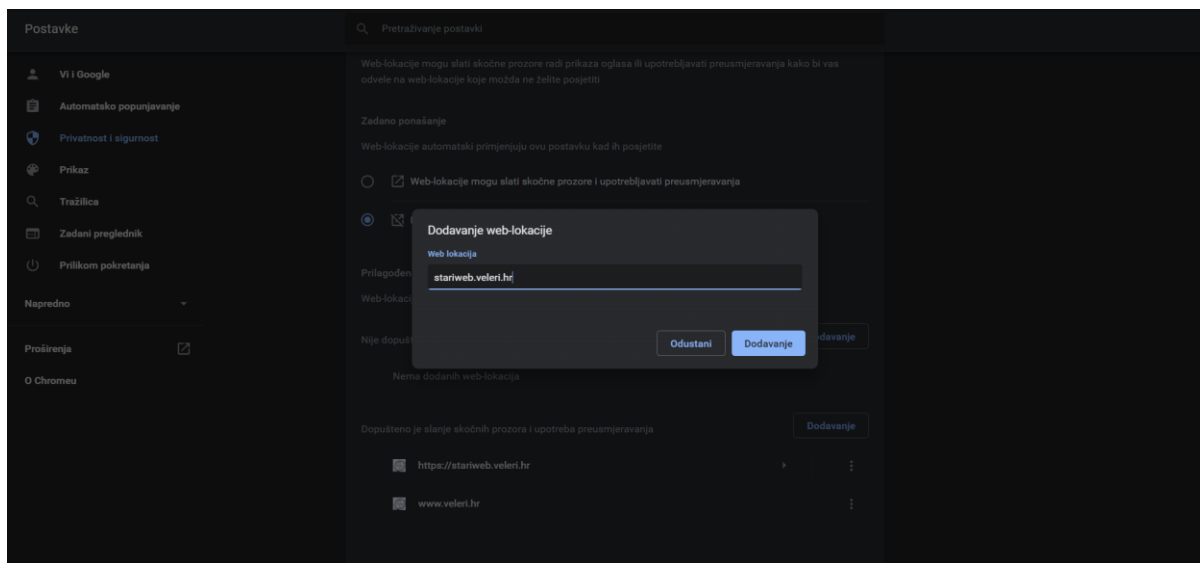 Postavke
Pretraživanje postavki
Vi i Google
Automatsko popunjavanje
Privatnost i sigurnost
Prikaz
Tražilica
Zadani preglednik
Prilikom pokretanja
Napredno
Proširenja
O Chromeu
Web-lokacije mogu slati skočne prozore radi prikaza oglasa ili upotrebljavati preusmjeravanja kako bi vas
odvele na web-lokacije koje možda ne želite posjetiti
Zadano ponašanje
Web-lokacije automatski primjenjuju ovu postavku kad ih posjetite
Web-lokacije mogu slati skočne prozore i upotrebljavati preusmjeravanja
Dodavanje web-lokacije
Web lokacija
stariweb.veleri.hr
Odustani
Dodavanje
Nema dodanih web-lokacija
Dopušteno je slanje skočnih prozora i upotreba preusmjeravanja
Dodavanje
https://stariweb.veleri.hr
www.veleri.hr